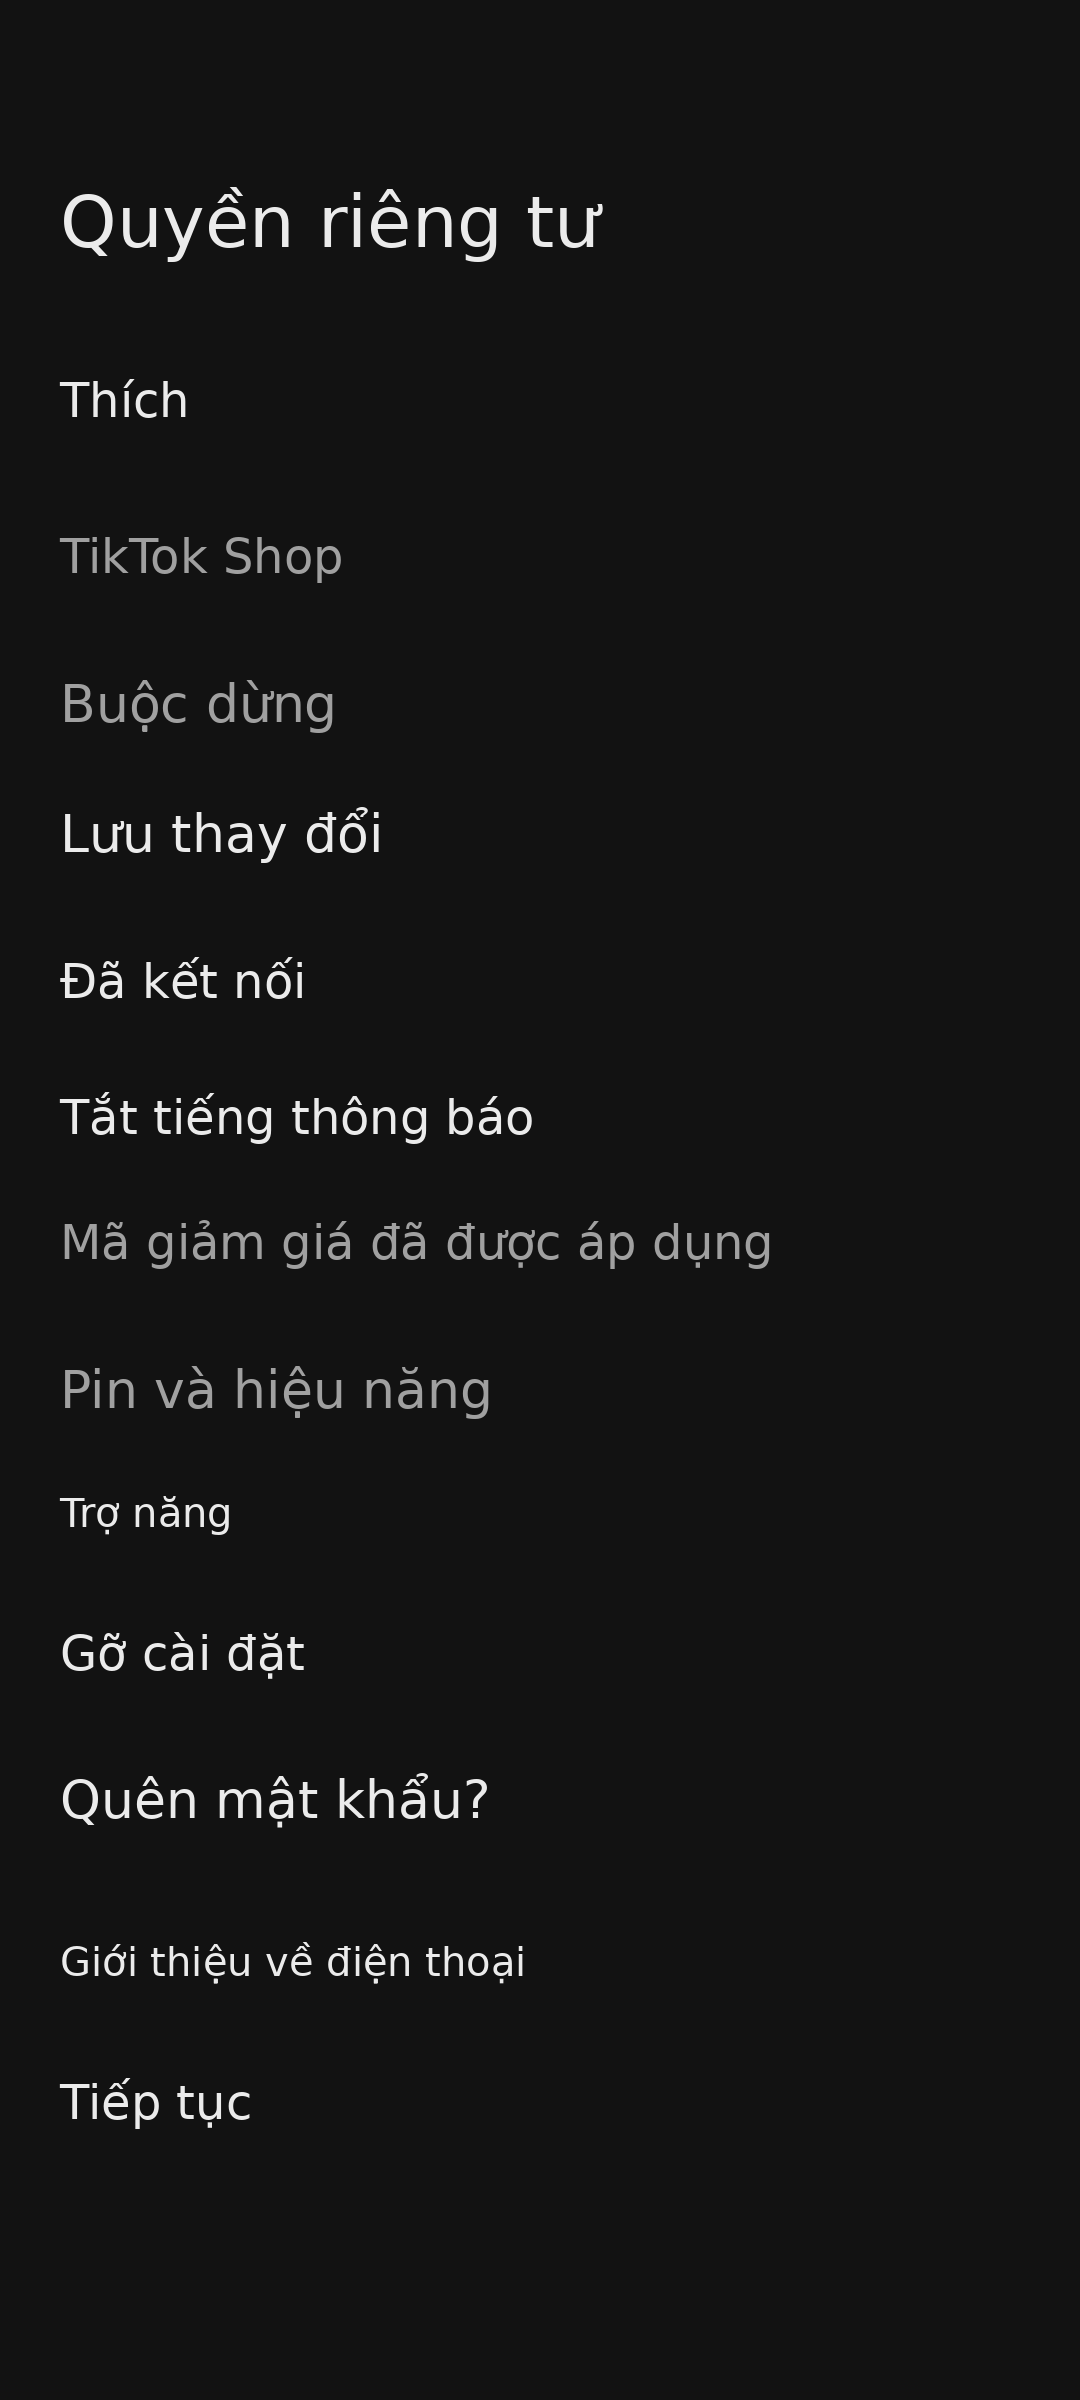 Quyền riêng tư
Thích
TikTok Shop
Buộc dừng
Lưu thay đổi
Đã kết nối
Tắt tiếng thông báo
Mã giảm giá đã được áp dụng
Pin và hiệu năng
Trợ năng
Gỡ cài đặt
Quên mật khẩu?
Giới thiệu về điện thoại
Tiếp tục